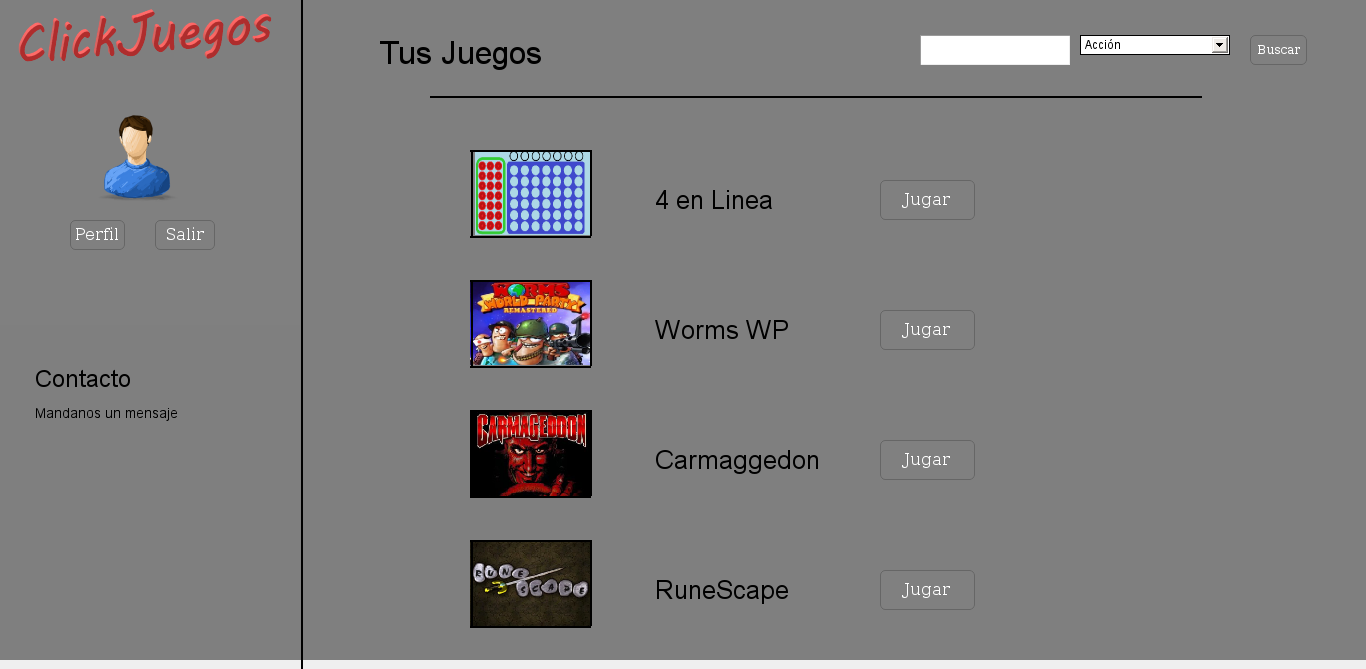 ClickJuegos
Perfil
Salir
Contacto
Mandanos un mensaje
Tus Juegos
Acción
Buscar
4 en Linea
Jugar
WORMS
WORLD PARTY
REMASTERED
Worms WP
Jugar
CARMAGEDDON
Carmaggedon
Jugar
RUNE
SCAPE
RuneScape
Jugar